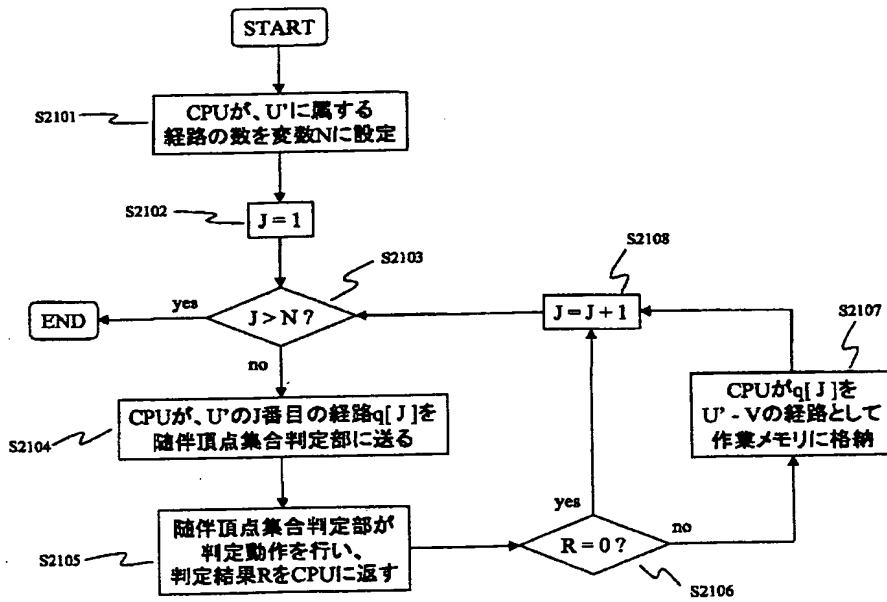 START
S2101
CPUが、U'に属する
経路の数を変数Nに設定
S2102
J = 1
S2103
J > N ?
yes
END
no
S2108
J = J + 1
S2107
CPUがq[ J ]を
U' - Vの経路として
作業メモリに格納
S2104
CPUが、U'のJ番目の経路q[ J ]を
随伴頂点集合判定部に送る
S2105
随伴頂点集合判定部が
判定動作を行い、
判定結果RをCPUに返す
yes
R = 0 ?
no
S2106